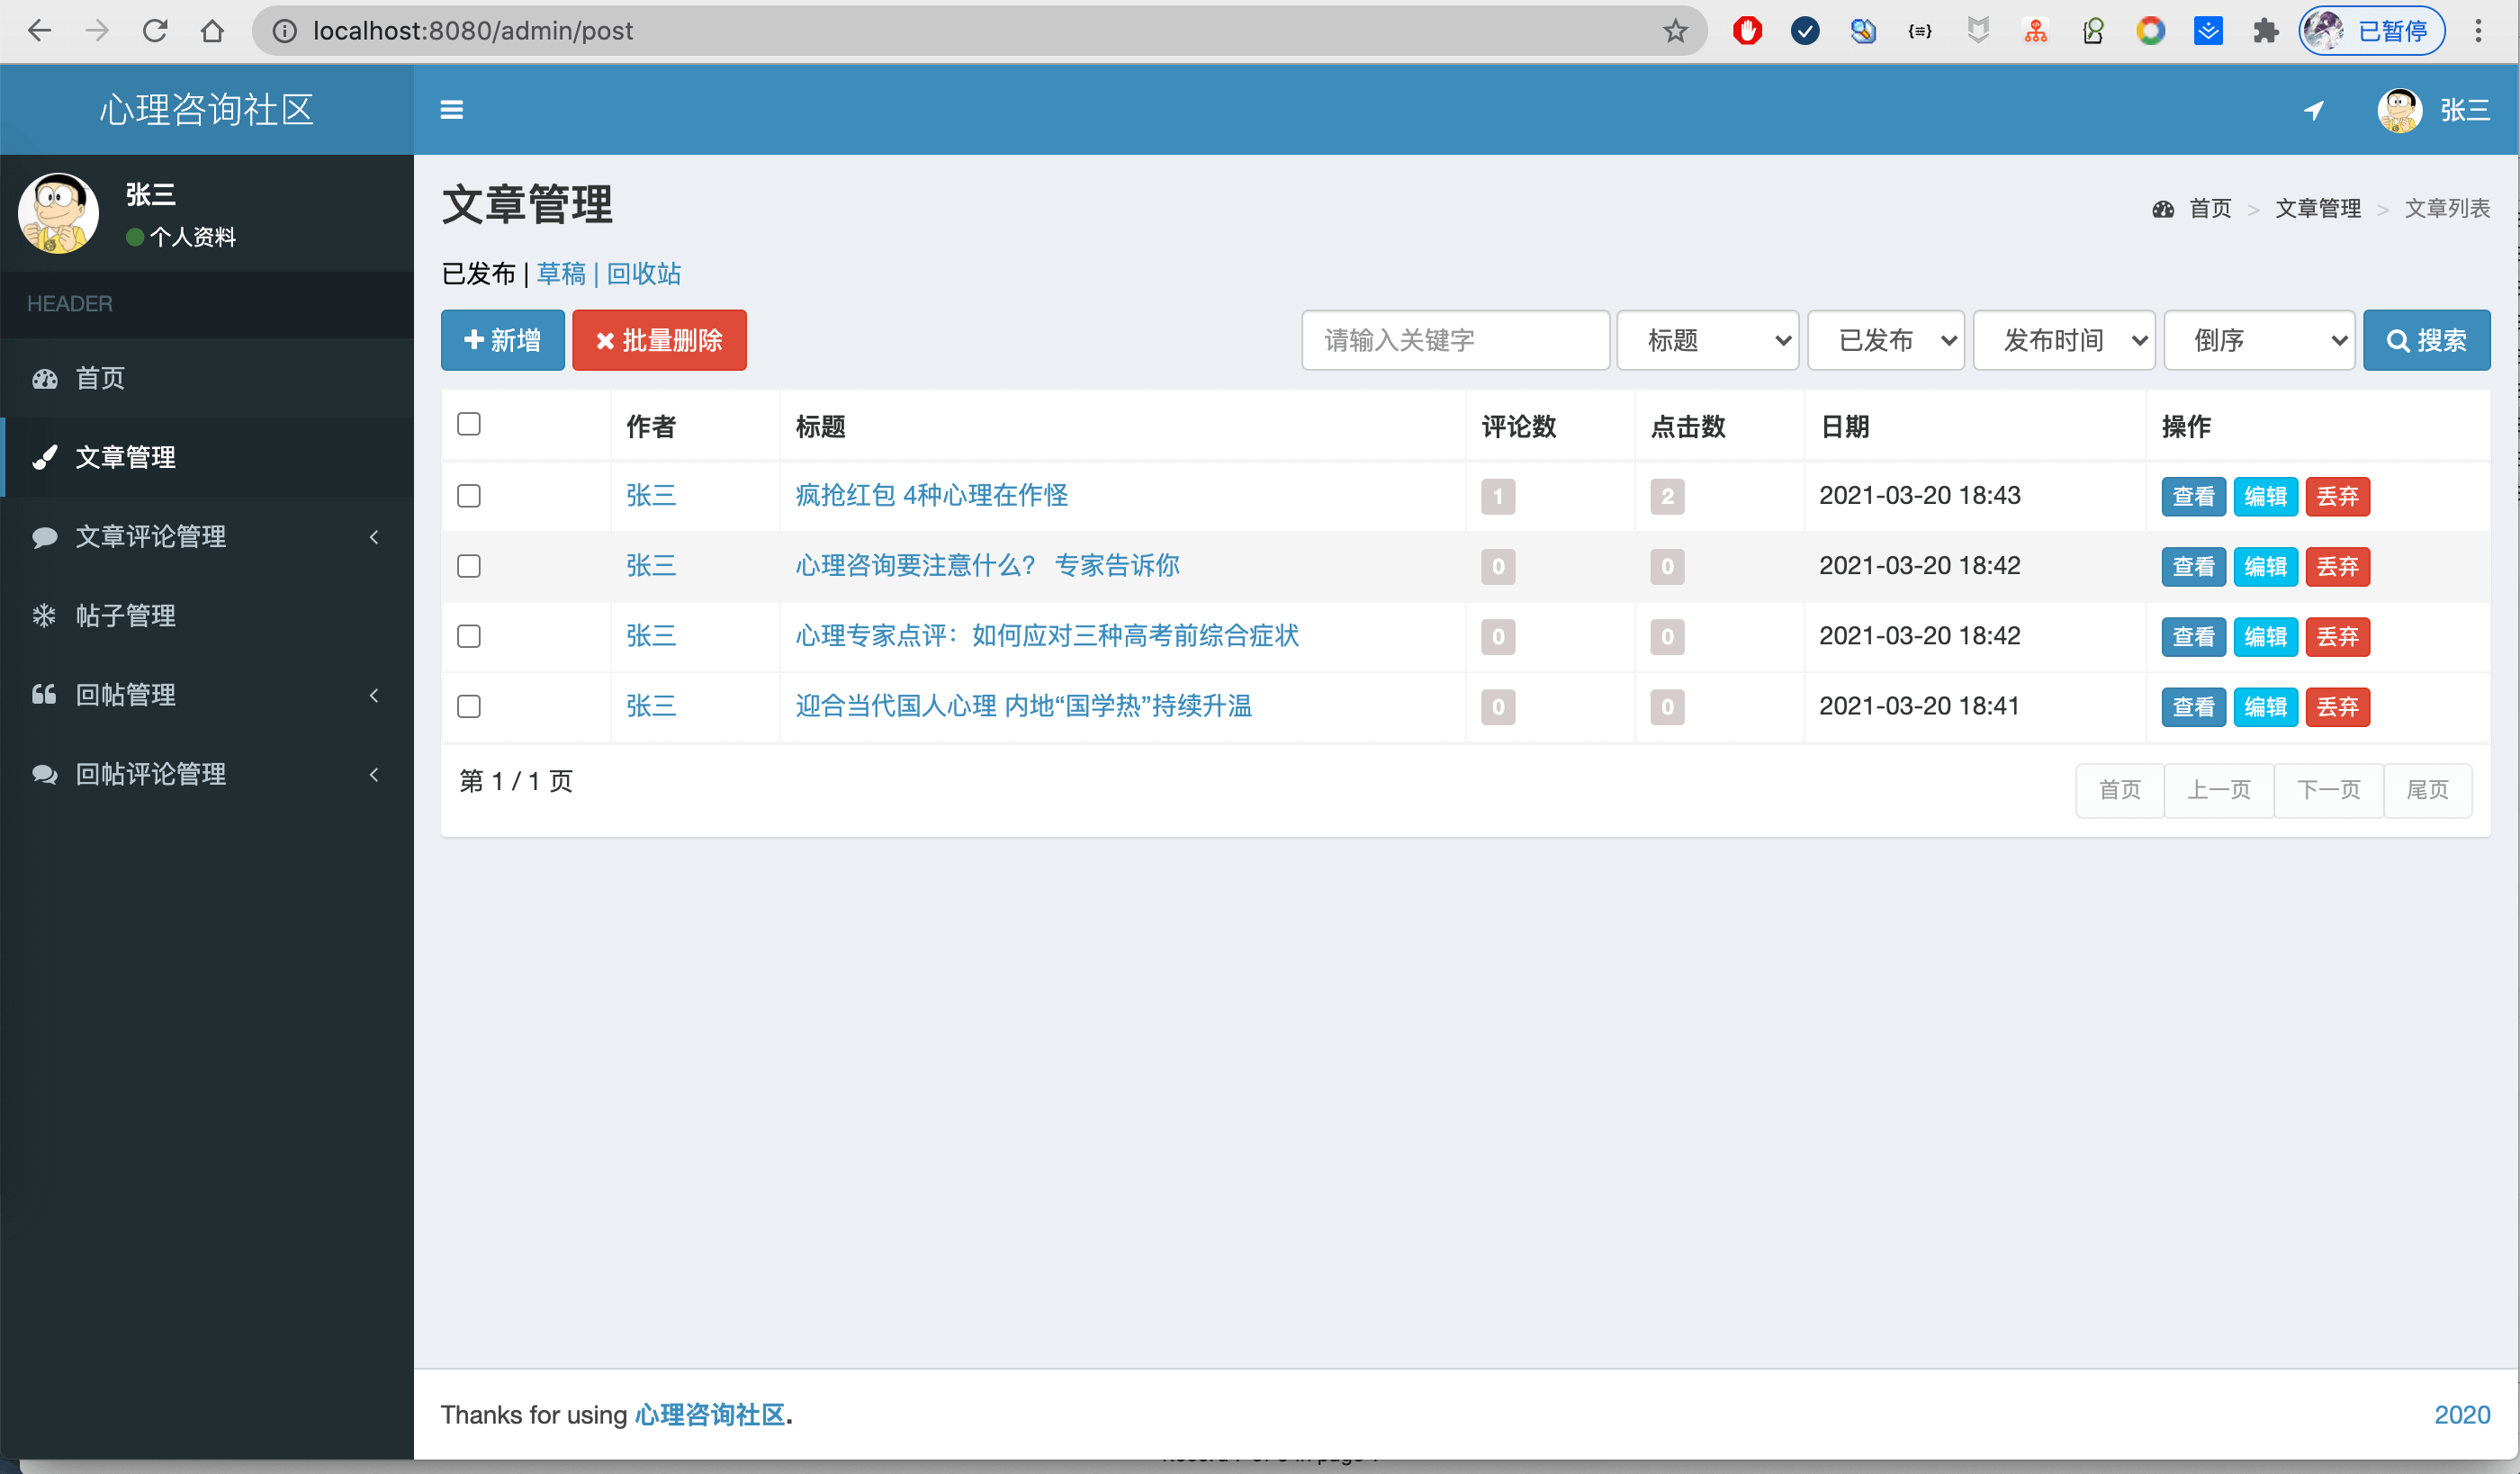 localhost:8080/admin/post
已暂停
心理咨询社区
张三
张三
个人资料
HEADER
首页
文章管理
文章评论管理
帖子管理
回帖管理
回帖评论管理
文章管理
首页 > 文章管理 > 文章列表
已发布 | 草稿 | 回收站
新增 批量删除 请输入关键字 标题 已发布 发布时间 倒序 搜索
作者 标题 评论数 点击数 日期 操作
张三 疯抢红包 4种心理在作怪 1 2 2021-03-20 18:43 查看 编辑 丢弃
张三 心理咨询要注意什么? 专家告诉你 0 0 2021-03-20 18:42 查看 编辑 丢弃
张三 心理专家点评：如何应对三种高考前综合症状 0 0 2021-03-20 18:42 查看 编辑 丢弃
张三 迎合当代国人心理 内地“国学热”持续升温 0 0 2021-03-20 18:41 查看 编辑 丢弃
第 1 / 1 页
首页 上一页 下一页 尾页
Thanks for using 心理咨询社区.
2020